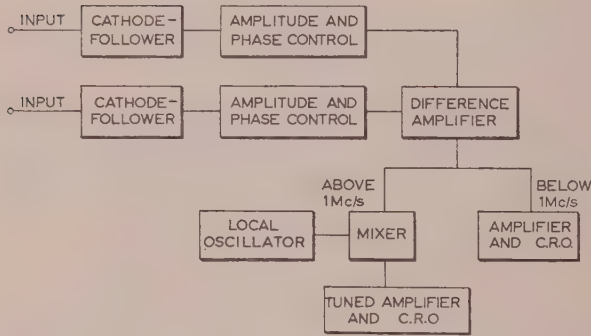 INPUT
CATHODE-
FOLLOWER
AMPLITUDE AND
PHASE CONTROL
INPUT
CATHODE-
FOLLOWER
AMPLITUDE AND
PHASE CONTROL
DIFFERENCE
AMPLIFIER
ABOVE
1Mc/s
BELOW
1Mc/s
LOCAL
OSCILLATOR
MIXER
AMPLIFIER
AND C.R.O.
TUNED AMPLIFIER
AND C.R.O